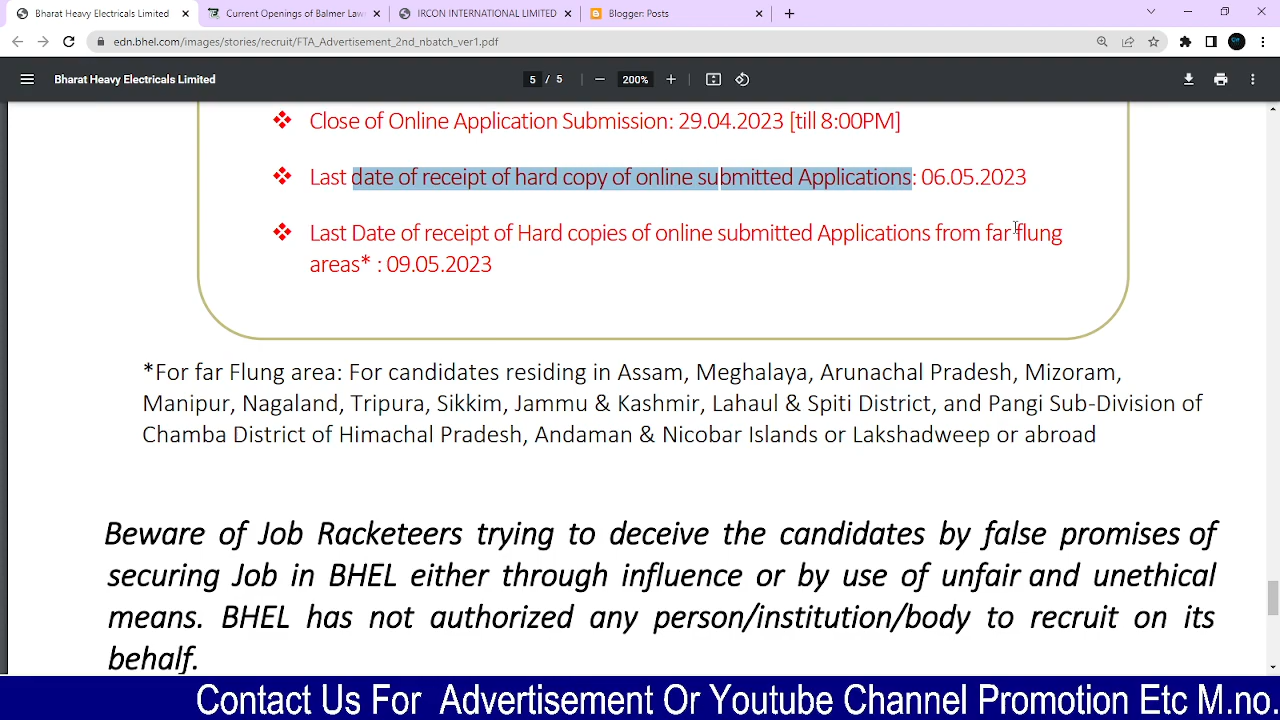 Bharat Heavy Electricals Limited
Current Openings of Balmer Law
IRCON INTERNATIONAL LIMITED
Blogger: Posts
edn.bhel.com/images/stories/recruit/FTA_Advertisement_2nd_nbatch_ver1.pdf
Bharat Heavy Electricals Limited
5 / 5
200%
Close of Online Application Submission: 29.04.2023 [till 8:00PM]
Last date of receipt of hard copy of online submitted Applications: 06.05.2023
Last Date of receipt of Hard copies of online submitted Applications from far flung
areas* : 09.05.2023
*For far Flung area: For candidates residing in Assam, Meghalaya, Arunachal Pradesh, Mizoram,
Manipur, Nagaland, Tripura, Sikkim, Jammu & Kashmir, Lahaul & Spiti District, and Pangi Sub-Division of
Chamba District of Himachal Pradesh, Andaman & Nicobar Islands or Lakshadweep or abroad
Beware of Job Racketeers trying to deceive the candidates by false promises of
securing Job in BHEL either through influence or by use of unfair and unethical
means. BHEL has not authorized any person/institution/body to recruit on its
behalf.
Contact Us For Advertisement Or Youtube Channel Promotion Etc M.no.